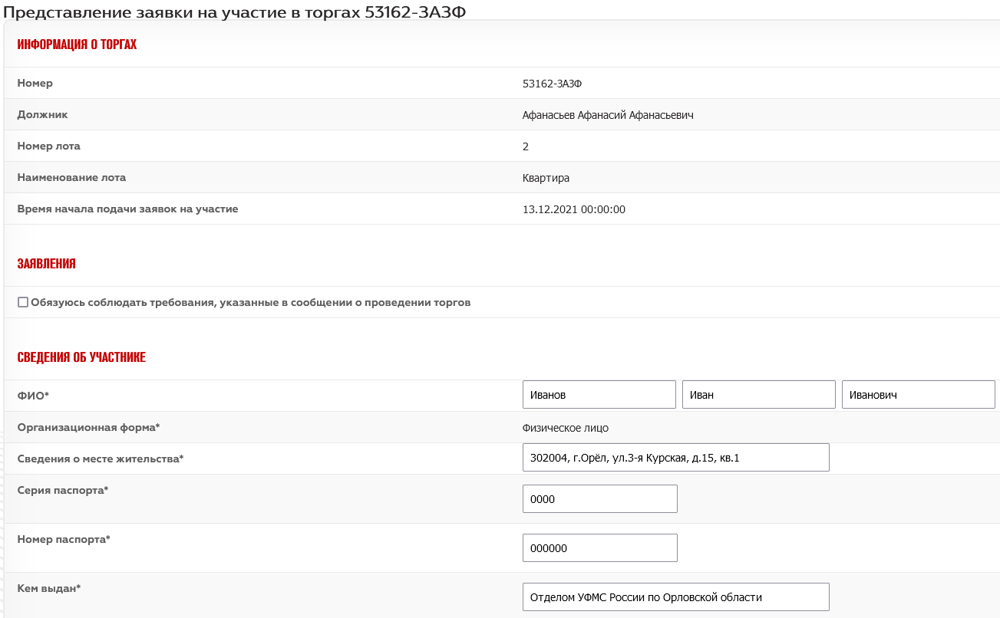 Представление заявки на участие в торгах 53162-ЗАЗФ
ИНФОРМАЦИЯ О ТОРГАХ
Номер 53162-ЗАЗФ
Должник Афанасьев Афанасий Афанасьевич
Номер лота 2
Наименование лота Квартира
Время начала подачи заявок на участие 13.12.2021 00:00:00
ЗАЯВЛЕНИЯ
Обязуюсь соблюдать требования, указанные в сообщении о проведении торгов
СВЕДЕНИЯ ОБ УЧАСТНИКЕ
ФИО* Иванов Иван Иванович
Организационная форма* Физическое лицо
Сведения о месте жительства* 302004, г.Орёл, ул.3-я Курская, д.15, кв.1
Серия паспорта* 0000
Номер паспорта* 000000
Кем выдан* Отделом УФМС России по Орловской области